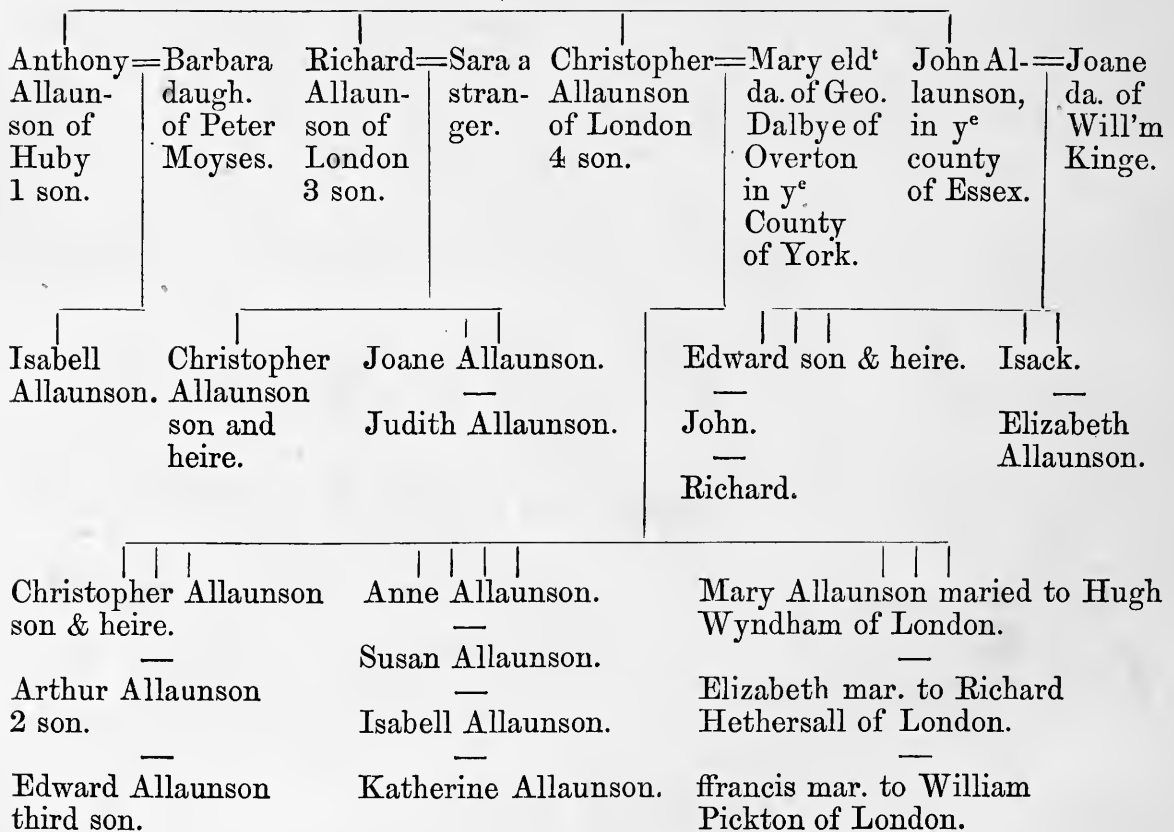 Anthony=Barbara
Allaun- daugh.
son of of Peter
Huby Moyses.
1 son.
Richard=Sara a
Allaun- stran-
son of ger.
London
3 son.
Christopher=Mary eldᵗ
Allaunson da. of Geo.
of London Dalbye of
4 son. Overton
in yᵉ
County
of York.
John Al-=Joane
launson, da. of
in yᵉ Will'm
county Kinge.
of Essex.
Isabell
Allaunson.
Christopher
Allaunson
son and
heire.
Joane Allaunson.
—
Judith Allaunson.
Edward son & heire.
—
John.
—
Richard.
Isack.
—
Elizabeth
Allaunson.
Christopher Allaunson
son & heire.
—
Arthur Allaunson
2 son.
—
Edward Allaunson
third son.
Anne Allaunson.
—
Susan Allaunson.
—
Isabell Allaunson.
—
Katherine Allaunson.
Mary Allaunson maried to Hugh
Wyndham of London.
—
Elizabeth mar. to Richard
Hethersall of London.
—
ffrancis mar. to William
Pickton of London.